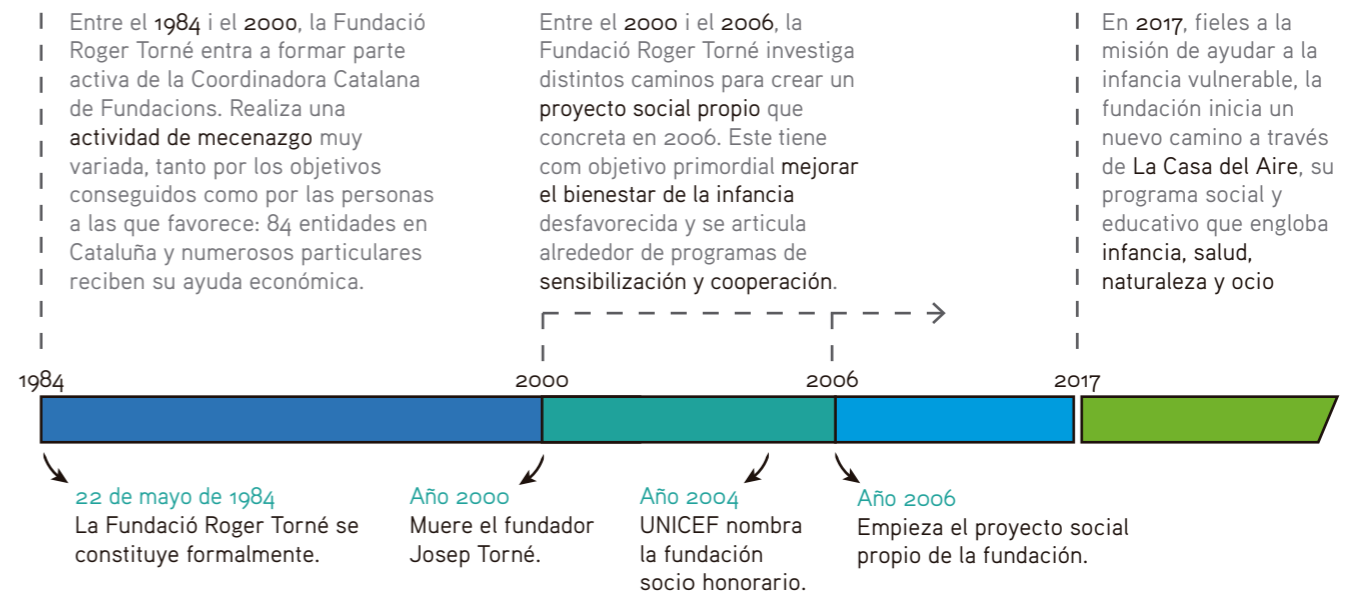 Entre el 1984 i el 2000, la Fundació
Roger Torné entra a formar parte
activa de la Coordinadora Catalana
de Fundacions. Realiza una
actividad de mecenazgo muy
variada, tanto por los objetivos
conseguidos como por las personas
a las que favorece: 84 entidades en
Cataluña y numerosos particulares
reciben su ayuda económica.
Entre el 2000 i el 2006, la
Fundació Roger Torné investiga
distintos caminos para crear un
proyecto social propio que
concreta en 2006. Este tiene
com objetivo primordial mejorar
el bienestar de la infancia
desfavorecida y se articula
alrededor de programas de
sensibilización y cooperación.
En 2017, fieles a la
misión de ayudar a la
infancia vulnerable, la
fundación inicia un
nuevo camino a través
de La Casa del Aire, su
programa social y
educativo que engloba
infancia, salud,
naturaleza y ocio
1984
2000
2006
2017
22 de mayo de 1984
La Fundació Roger Torné se
constituye formalmente.
Año 2000
Muere el fundador
Josep Torné.
Año 2004
UNICEF nombra
la fundación
socio honorario.
Año 2006
Empieza el proyecto social
propio de la fundación.